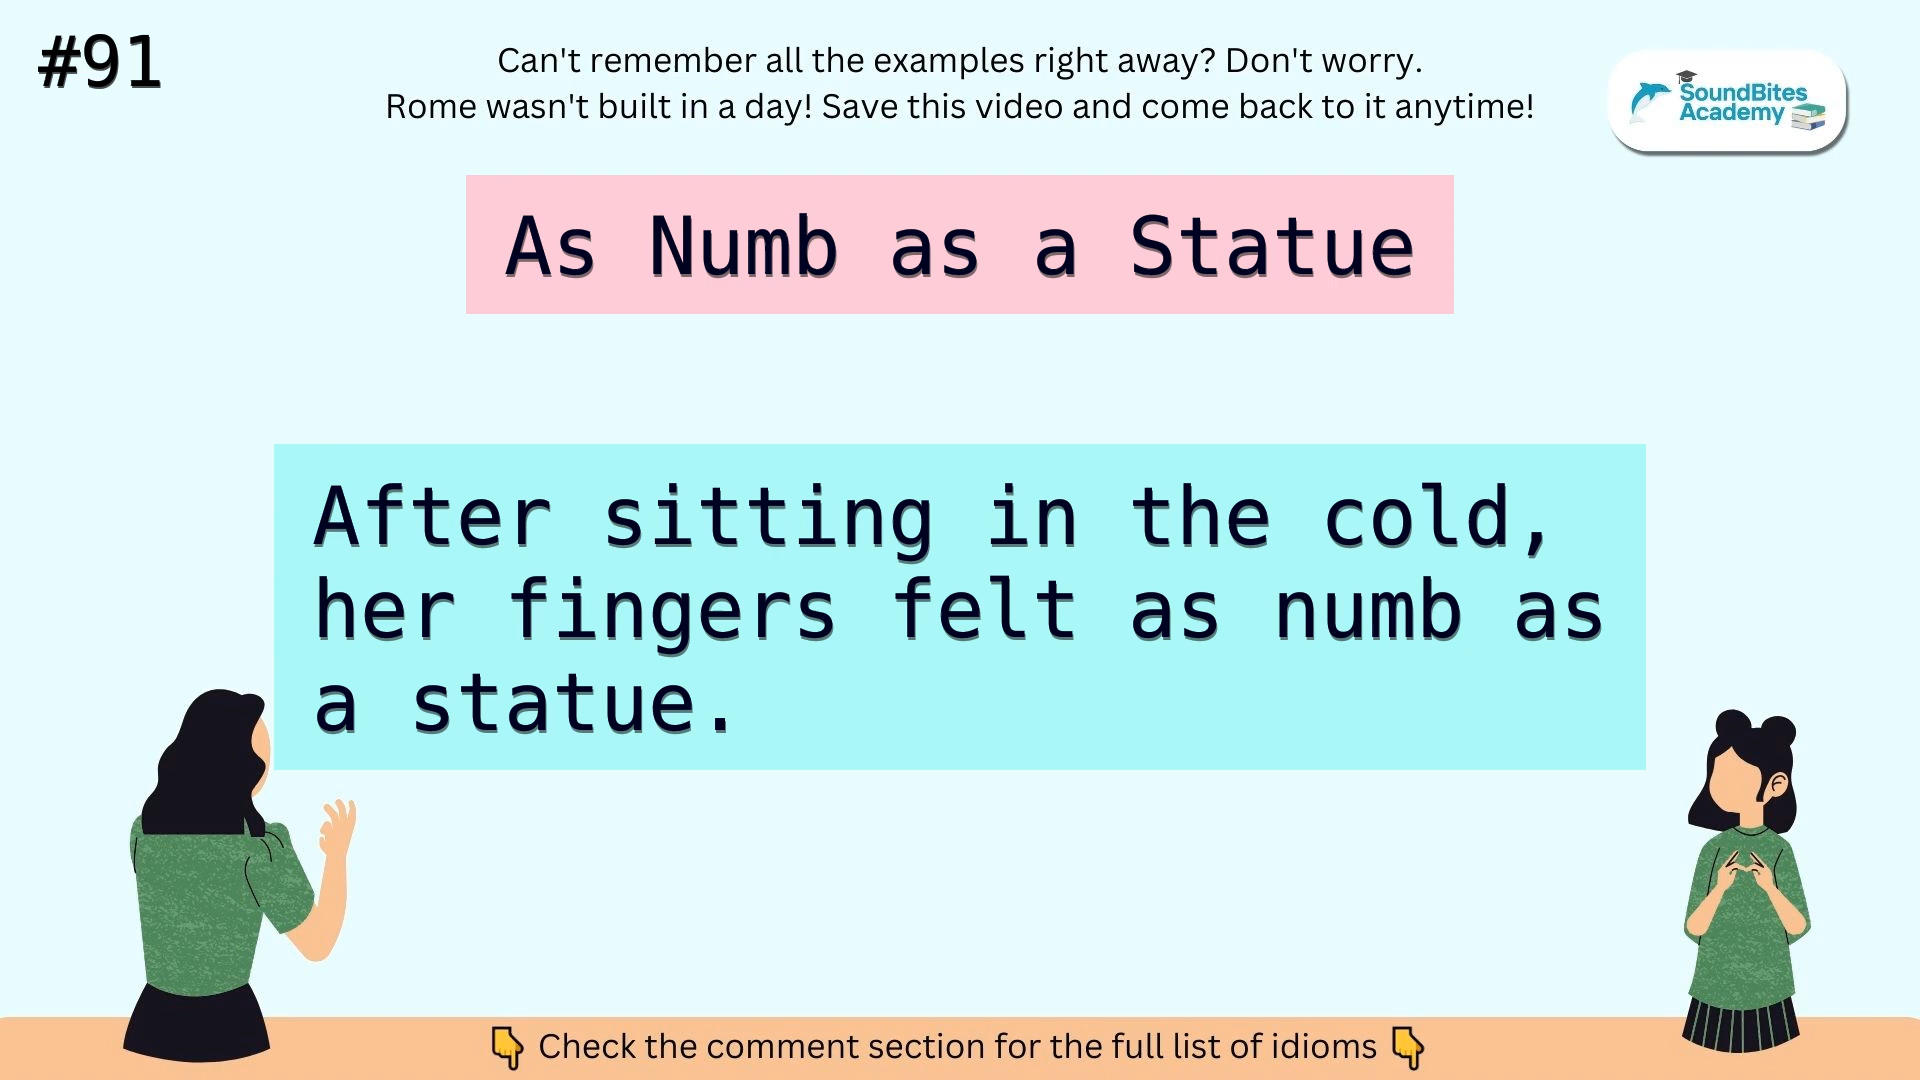 #91
Can't remember all the examples right away? Don't worry.
Rome wasn't built in a day! Save this video and come back to it anytime!
SoundBites
Academy
As Numb as a Statue
After sitting in the cold,
her fingers felt as numb as
a statue.
👇 Check the comment section for the full list of idioms 👇